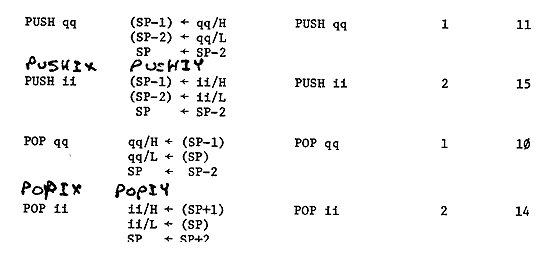 PUSH qq (SP-1) ← qq/H PUSH qq 1 11
(SP-2) ← qq/L
SP ← SP-2
PUSHIX PUSHIY
PUSH ii (SP-1) ← ii/H PUSH ii 2 15
(SP-2) ← ii/L
SP ← SP-2
POP qq qq/H ← (SP-1) POP qq 1 10
qq/L ← (SP)
SP ← SP-2
POPIX POPIY
POP ii ii/H ← (SP+1) POP ii 2 14
ii/L ← (SP)
SP ← SP+2